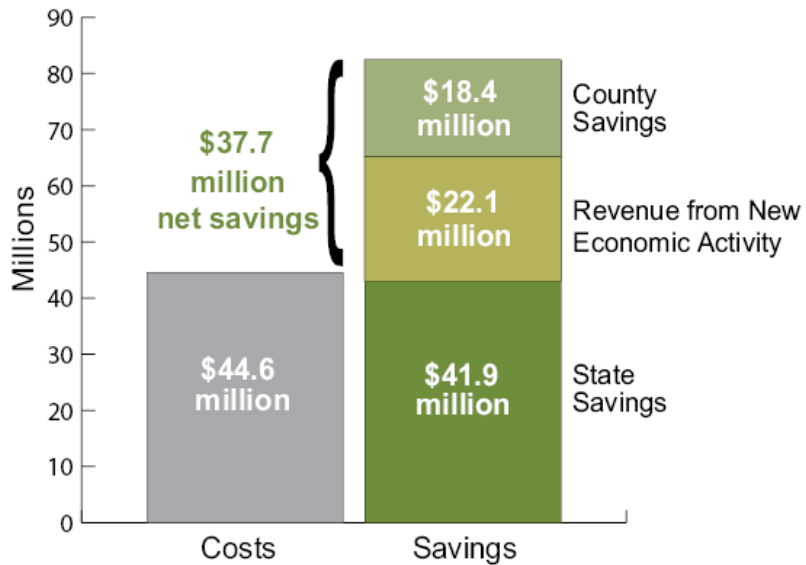 Millions
90
80
70
60
50
40
30
20
10
0
$37.7
million
net savings
$44.6
million
$18.4
million
$22.1
million
$41.9
million
County
Savings
Revenue from New
Economic Activity
State
Savings
Costs
Savings